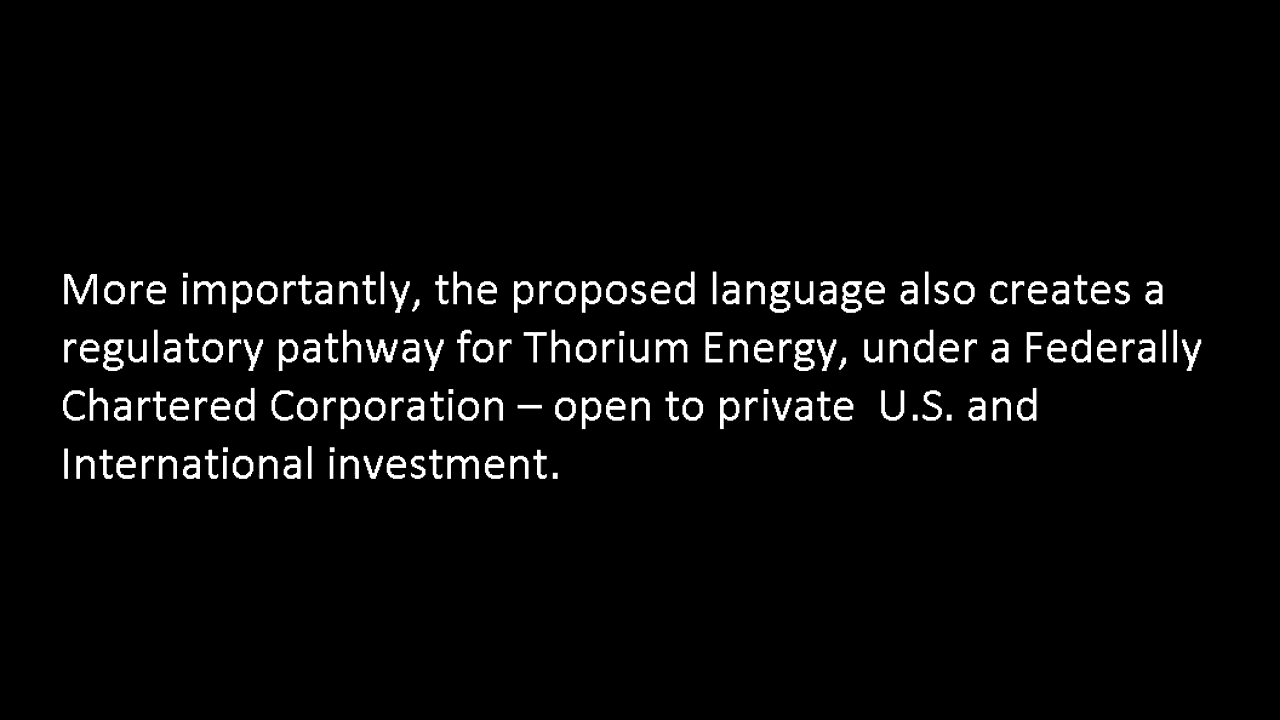 More importantly, the proposed language also creates a
regulatory pathway for Thorium Energy, under a Federally
Chartered Corporation – open to private  U.S. and
International investment.